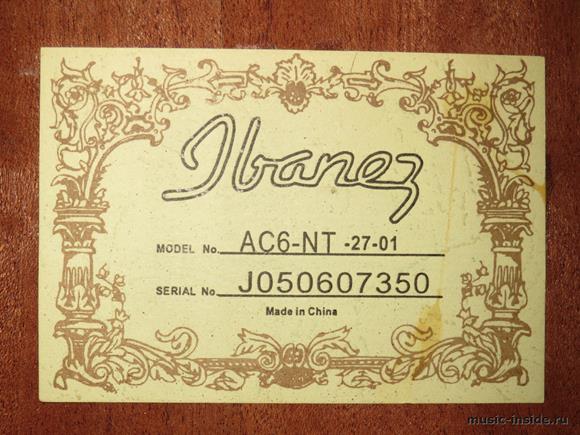 Ibanez
MODEL No. AC6-NT -27-01
SERIAL No. J050607350
Made in China
music-inside.ru